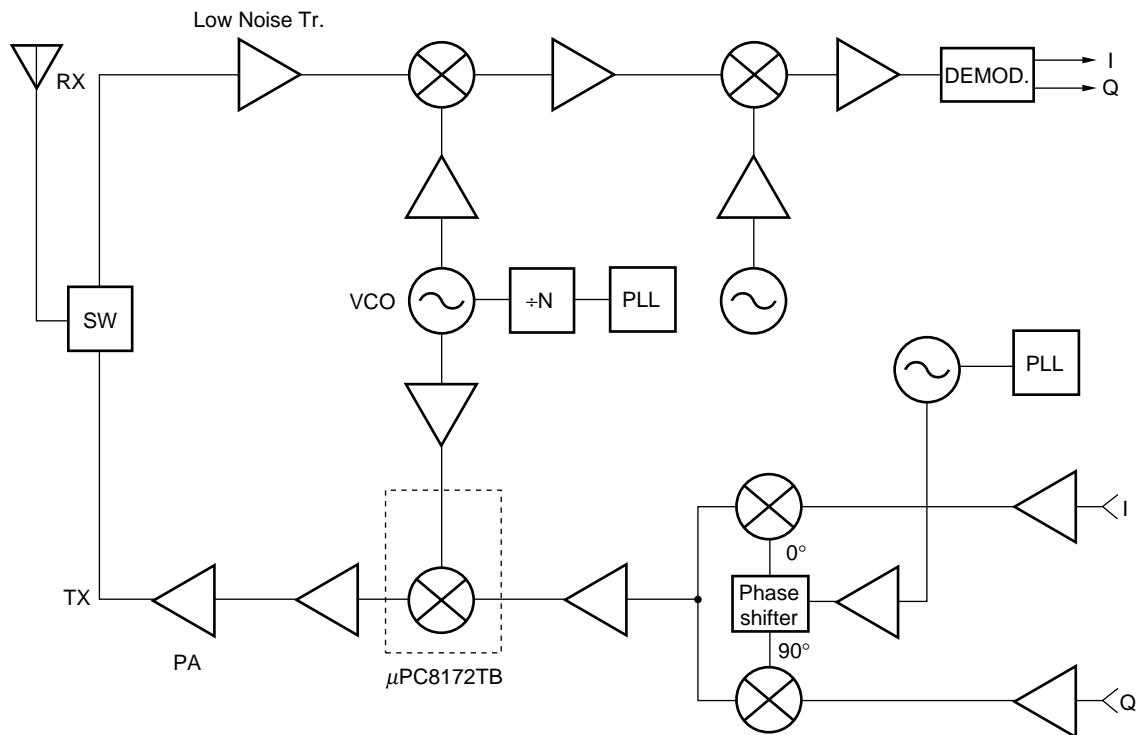 Low Noise Tr.
RX
DEMOD.
I
Q
SW
VCO
÷N
PLL
PLL
I
0°
Phase
shifter
90°
TX
PA
μPC8172TB
Q